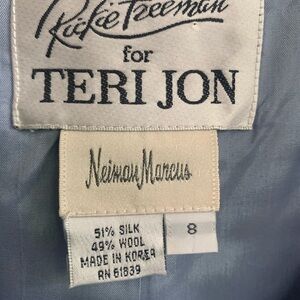 Rickie Freeman
for
TERI JON
Neiman Marcus
51% SILK
49% WOOL
MADE IN KOREA
RN 61839
8